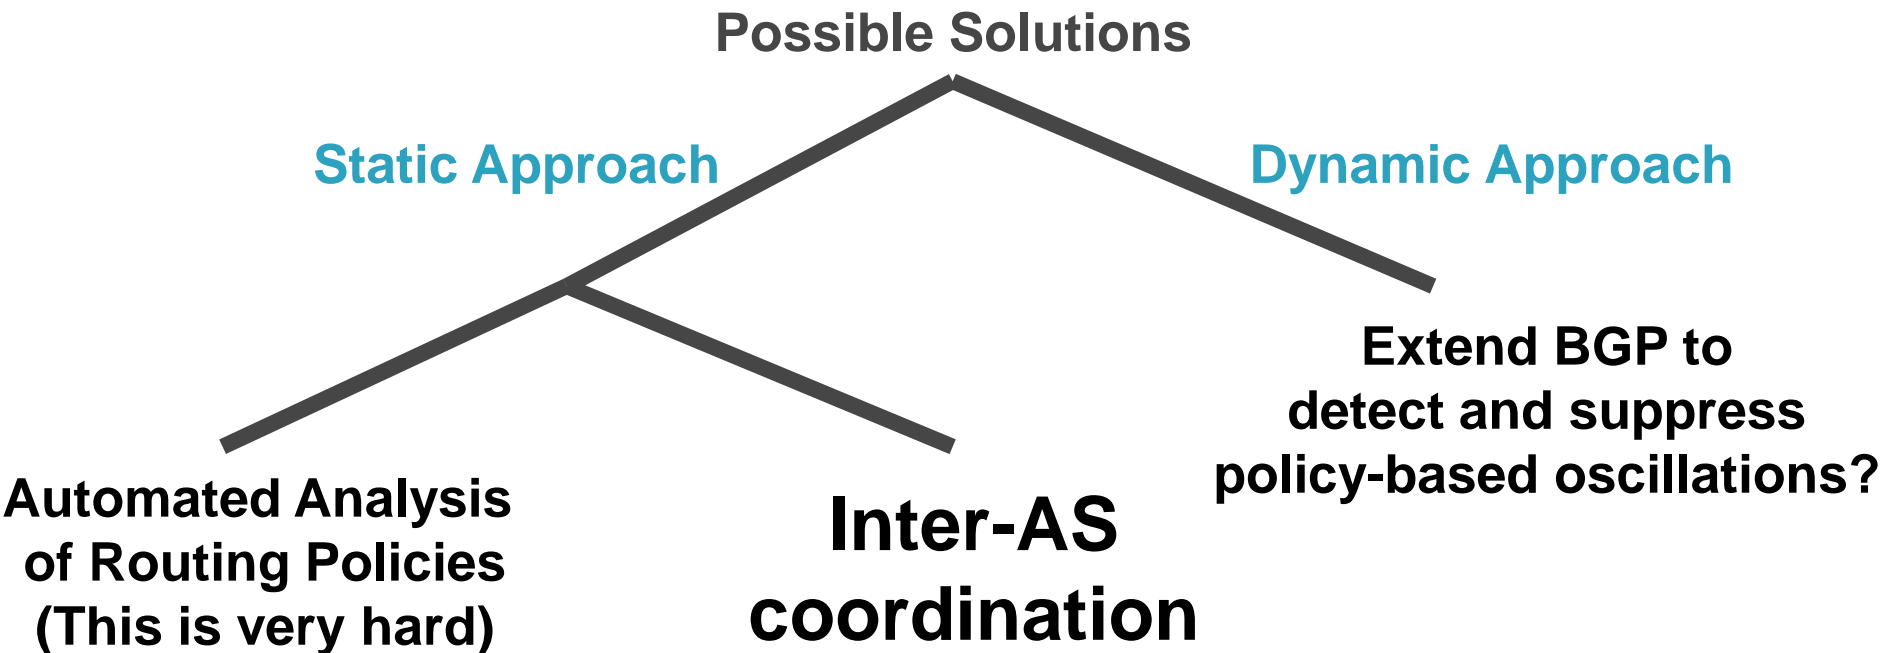 Possible Solutions
Static Approach
Dynamic Approach
Extend BGP to
detect and suppress
policy-based oscillations?
Automated Analysis
of Routing Policies
(This is very hard)
Inter-AS
coordination